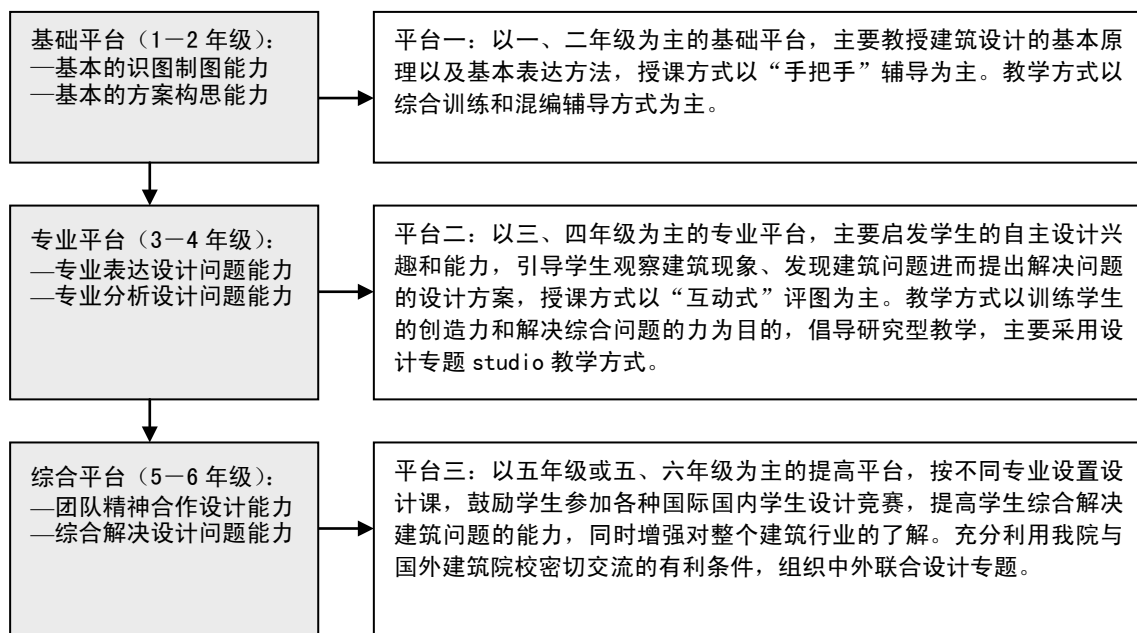 基础平台（1－2年级）：
—基本的识图制图能力
—基本的方案构思能力
平台一：以一、二年级为主的基础平台，主要教授建筑设计的基本原
理以及基本表达方法，授课方式以“手把手”辅导为主。教学方式以
综合训练和混编辅导方式为主。
专业平台（3－4年级）：
—专业表达设计问题能力
—专业分析设计问题能力
平台二：以三、四年级为主的专业平台，主要启发学生的自主设计兴
趣和能力，引导学生观察建筑现象、发现建筑问题进而提出解决问题
的设计方案，授课方式以“互动式”评图为主。教学方式以训练学生
的创造力和解决综合问题的力为目的，倡导研究型教学，主要采用设
计专题 studio 教学方式。
综合平台（5－6年级）：
—团队精神合作设计能力
—综合解决设计问题能力
平台三：以五年级或五、六年级为主的提高平台，按不同专业设置设
计课，鼓励学生参加各种国际国内学生设计竞赛，提高学生综合解决
建筑问题的能力，同时增强对整个建筑行业的了解。充分利用我院与
国外建筑院校密切交流的有利条件，组织中外联合设计专题。